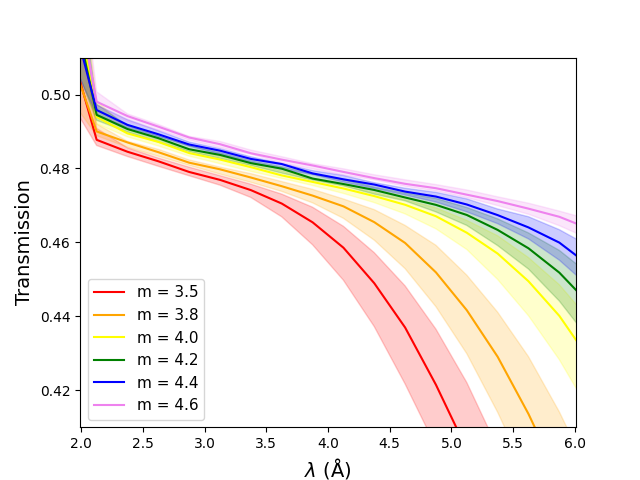 Transmission
0.50
0.48
0.46
0.44
0.42
m = 3.5
m = 3.8
m = 4.0
m = 4.2
m = 4.4
m = 4.6
2.0 2.5 3.0 3.5 4.0 4.5 5.0 5.5 6.0
λ (Å)